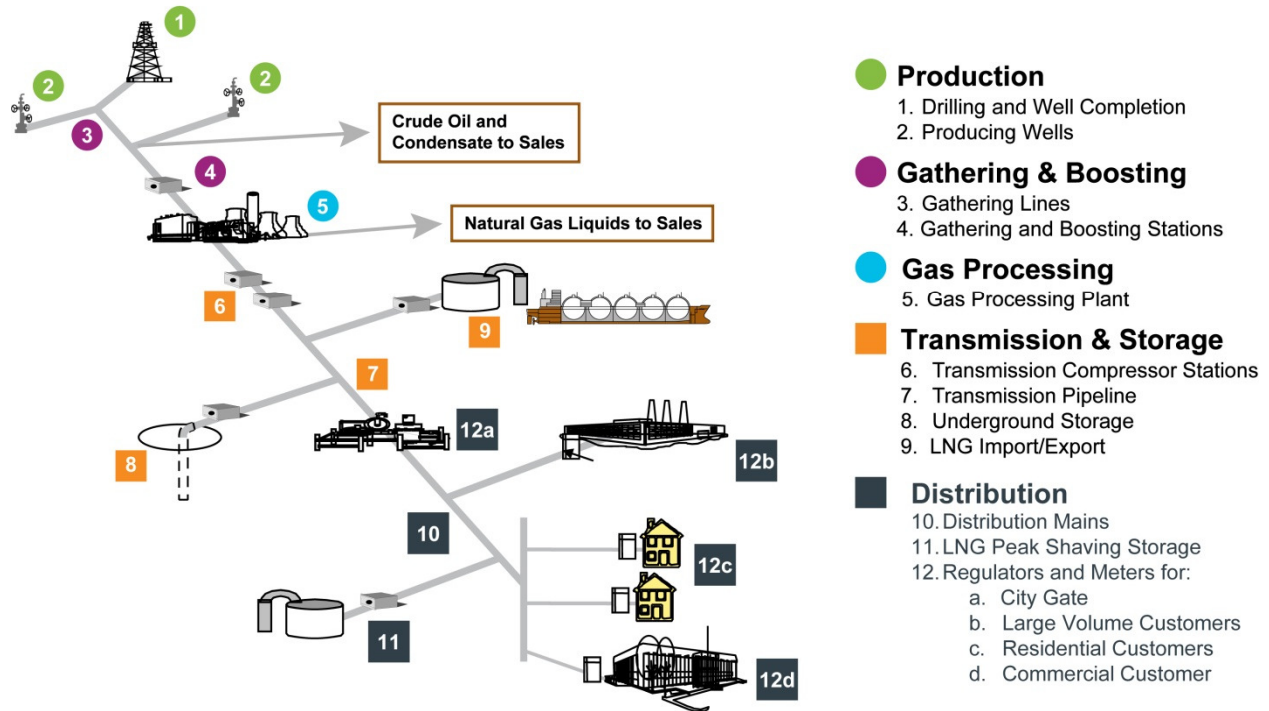 1
2
2
3
Crude Oil and
Condensate to Sales
4
5
Natural Gas Liquids to Sales
6
9
7
8
12a
12b
10
12c
11
12d
Production
1. Drilling and Well Completion
2. Producing Wells
Gathering & Boosting
3. Gathering Lines
4. Gathering and Boosting Stations
Gas Processing
5. Gas Processing Plant
Transmission & Storage
6. Transmission Compressor Stations
7. Transmission Pipeline
8. Underground Storage
9. LNG Import/Export
Distribution
10. Distribution Mains
11. LNG Peak Shaving Storage
12. Regulators and Meters for:
a. City Gate
b. Large Volume Customers
c. Residential Customers
d. Commercial Customer